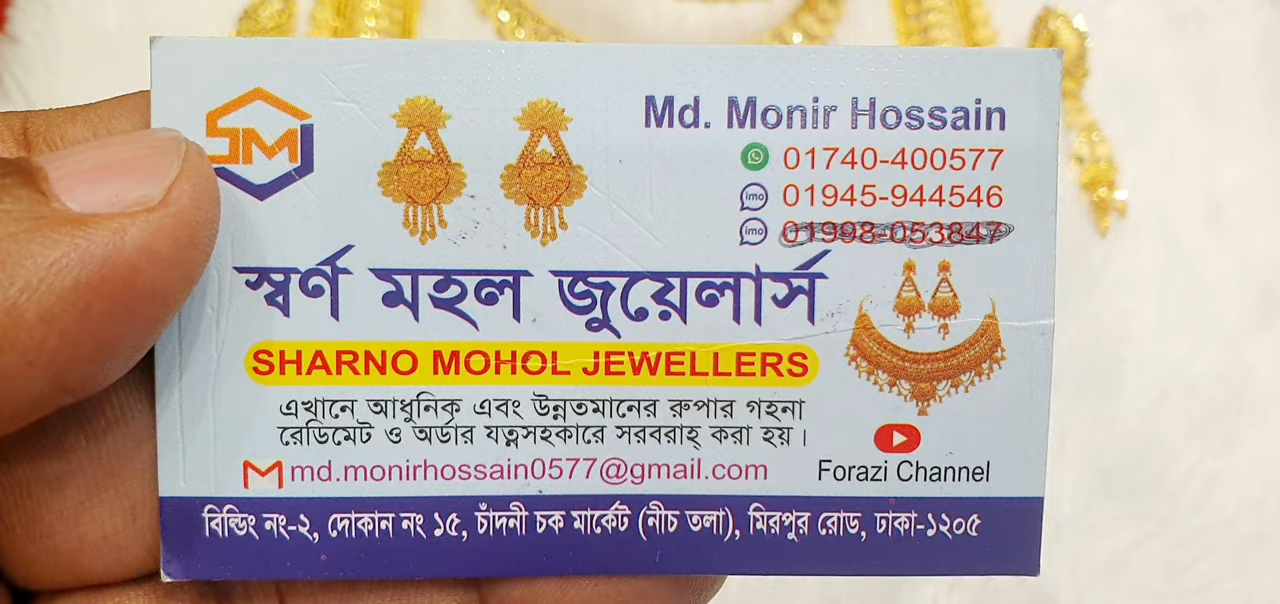 SM
Md. Monir Hossain
01740-400577
imo 01945-944546
imo 01998-053847
স্বর্ণ মহল জুয়েলার্স
SHARNO MOHOL JEWELLERS
এখানে আধুনিক এবং উন্নতমানের রুপার গহনা
রেডিমেট ও অর্ডার যত্নসহকারে সরবরাহ্ করা হয়।
md.monirhossain0577@gmail.com
Forazi Channel
বিল্ডিং নং-২, দোকান নং ১৫, চাঁদনী চক মার্কেট (নীচ তলা), মিরপুর রোড, ঢাকা-১২০৫